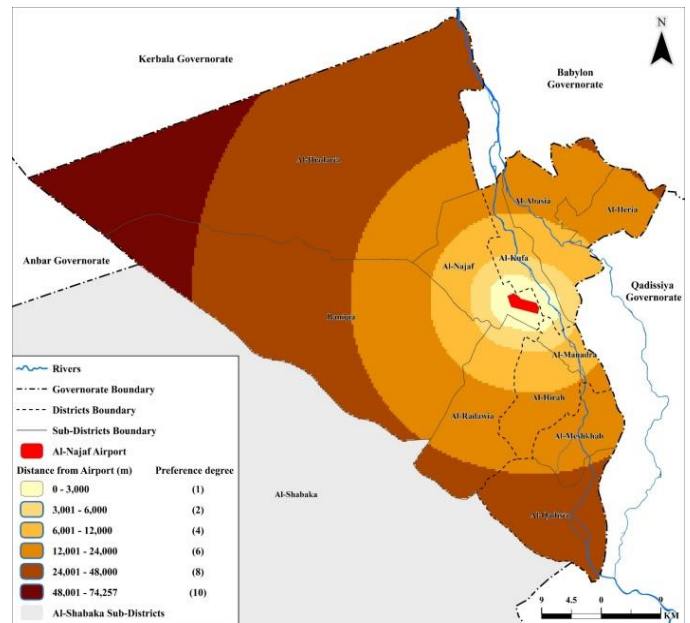 N
Kerbala Governorate
Babylon
Governorate
Al-Haidaria
Al-Abasia
Al-Heria
Al-Kufa
Al-Najaf
Anbar Governorate
Qadissiya
Governorate
Baniqia
Al-Manadra
Al-Hirah
Al-Radawia
Al-Meshkhab
Al-Shabaka
Rivers
Governorate Boundary
Districts Boundary
Sub-Districts Boundary
Al-Najaf Airport
Distance from Airport (m) Preference degree
0 - 3,000 (1)
3,001 - 6,000 (2)
6,001 - 12,000 (4)
12,001 - 24,000 (6)
24,001 - 48,000 (8)
48,001 - 74,257 (10)
Al-Shabaka Sub-Districts
9 4.5 0 9
KM